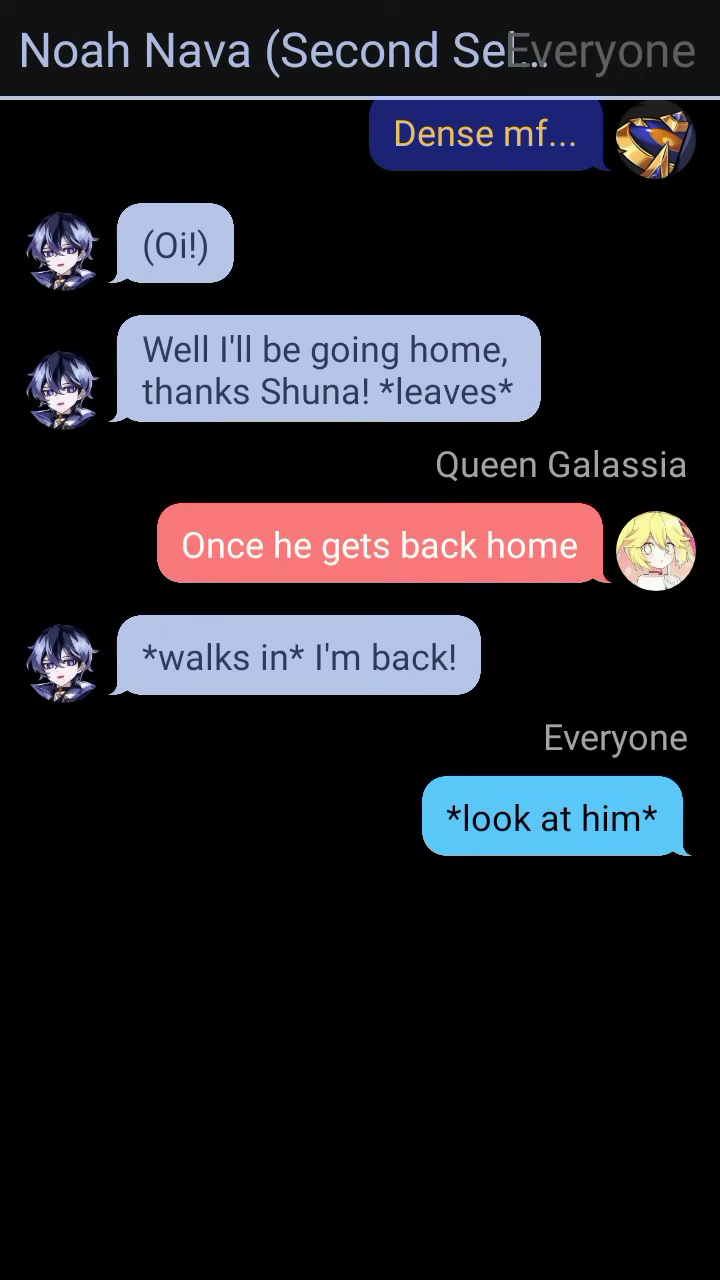 Noah Nava (Second Sel...
Everyone
Dense mf...
(Oi!)
Well I'll be going home,
thanks Shuna! *leaves*
Queen Galassia
Once he gets back home
*walks in* I'm back!
Everyone
*look at him*